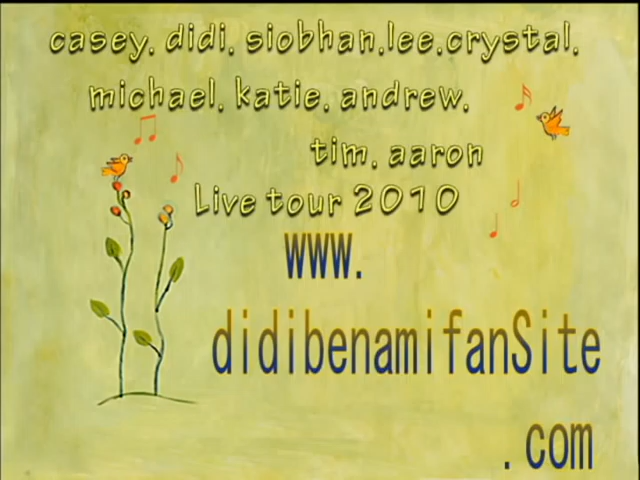 casey. didi. siobhan.lee.crystal.
michael. katie. andrew.
tim. aaron
Live tour 2010
www.
didibenamifanSite
.com